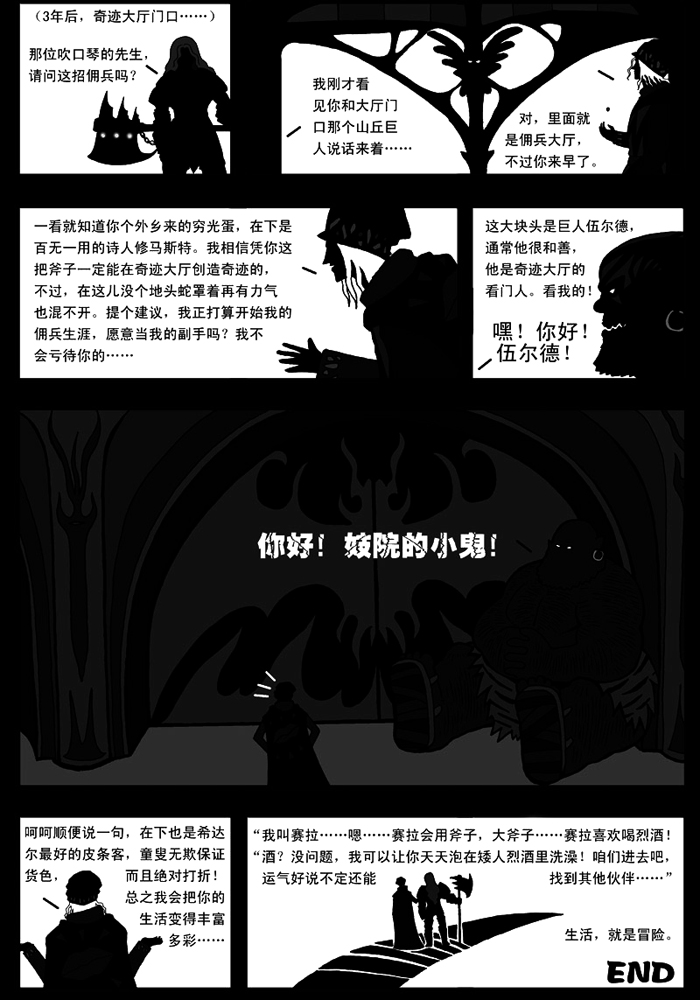 （3年后，奇迹大厅门口……）
那位吹口琴的先生，
请问这招佣兵吗？
我刚才看
见你和大厅门
口那个山丘巨
人说话来着……
对，里面就
是佣兵大厅，
不过你来早了。
一看就知道你个外乡来的穷光蛋，在下是
百无一用的诗人修马斯特。我相信凭你这
把斧子一定能在奇迹大厅创造奇迹的，
不过，在这儿没个地头蛇罩着再有力气
也混不开。提个建议，我正打算开始我的
佣兵生涯，愿意当我的副手吗？我不
会亏待你的……
这大块头是巨人伍尔德，
通常他很和善，
他是奇迹大厅的
看门人。看我的！
嘿！你好！
伍尔德！
你好！妓院的小鬼！
呵呵顺便说一句，在下也是希达
尔最好的皮条客，童叟无欺保证
货色，而且绝对打折！
总之我会把你的
生活变得丰富
多彩……
“我叫赛拉……嗯……赛拉会用斧子，大斧子……赛拉喜欢喝烈酒！
“酒？没问题，我可以让你天天泡在矮人烈酒里洗澡！咱们进去吧，
运气好说不定还能找到其他伙伴……”
生活，就是冒险。
END